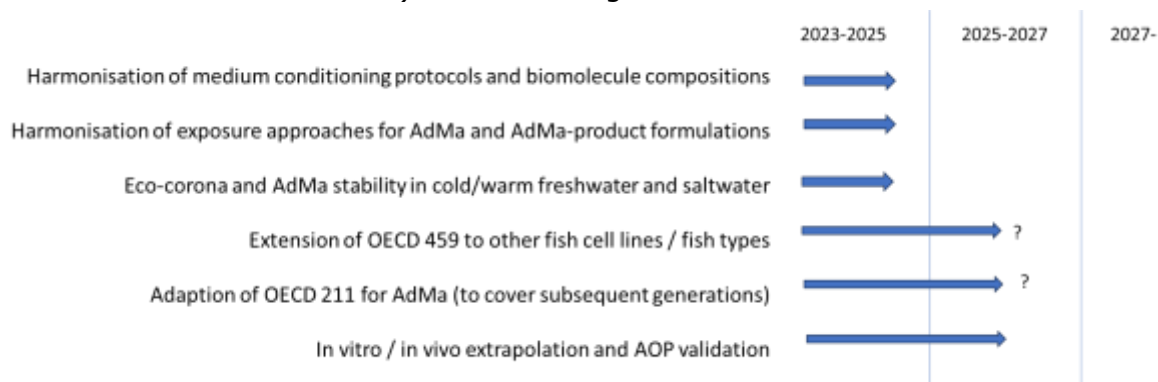 2023-2025 2025-2027 2027-
Harmonisation of medium conditioning protocols and biomolecule compositions
Harmonisation of exposure approaches for AdMa and AdMa-product formulations
Eco-corona and AdMa stability in cold/warm freshwater and saltwater
Extension of OECD 459 to other fish cell lines / fish types ?
Adaption of OECD 211 for AdMa (to cover subsequent generations) ?
In vitro / in vivo extrapolation and AOP validation